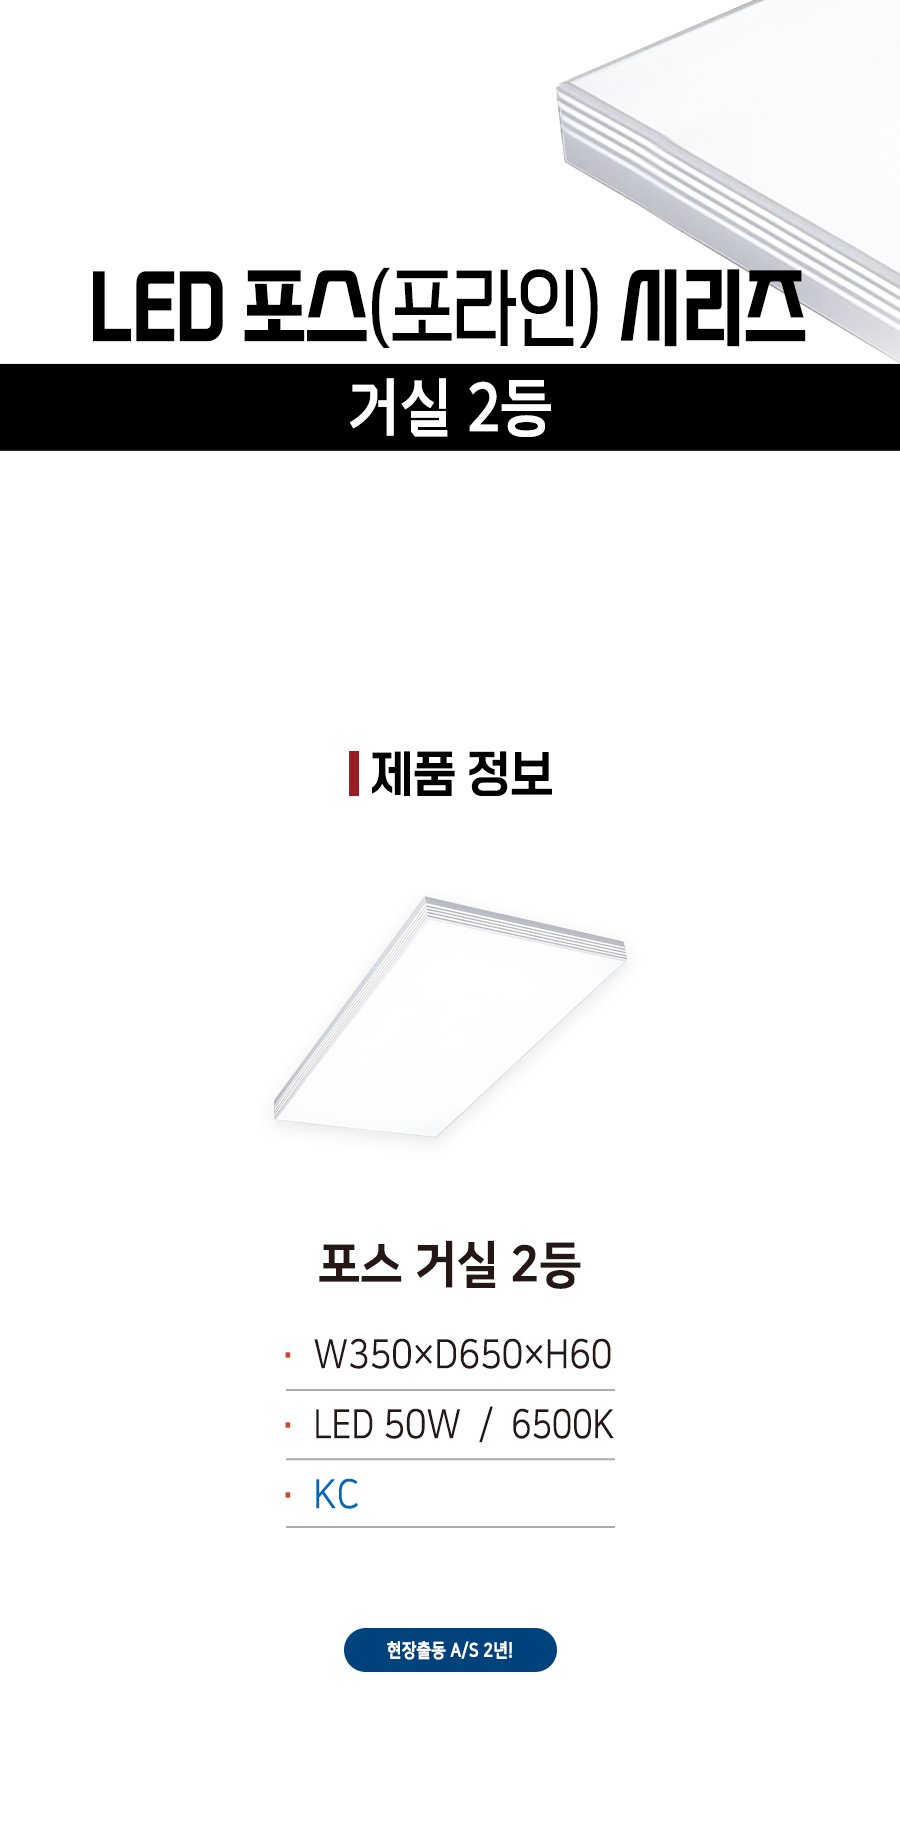 LED 포스(포라인) 시리즈
거실 2등
제품 정보
포스 거실 2등
· W350×D650×H60
· LED 50W / 6500K
· KC
현장출동 A/S 2년!